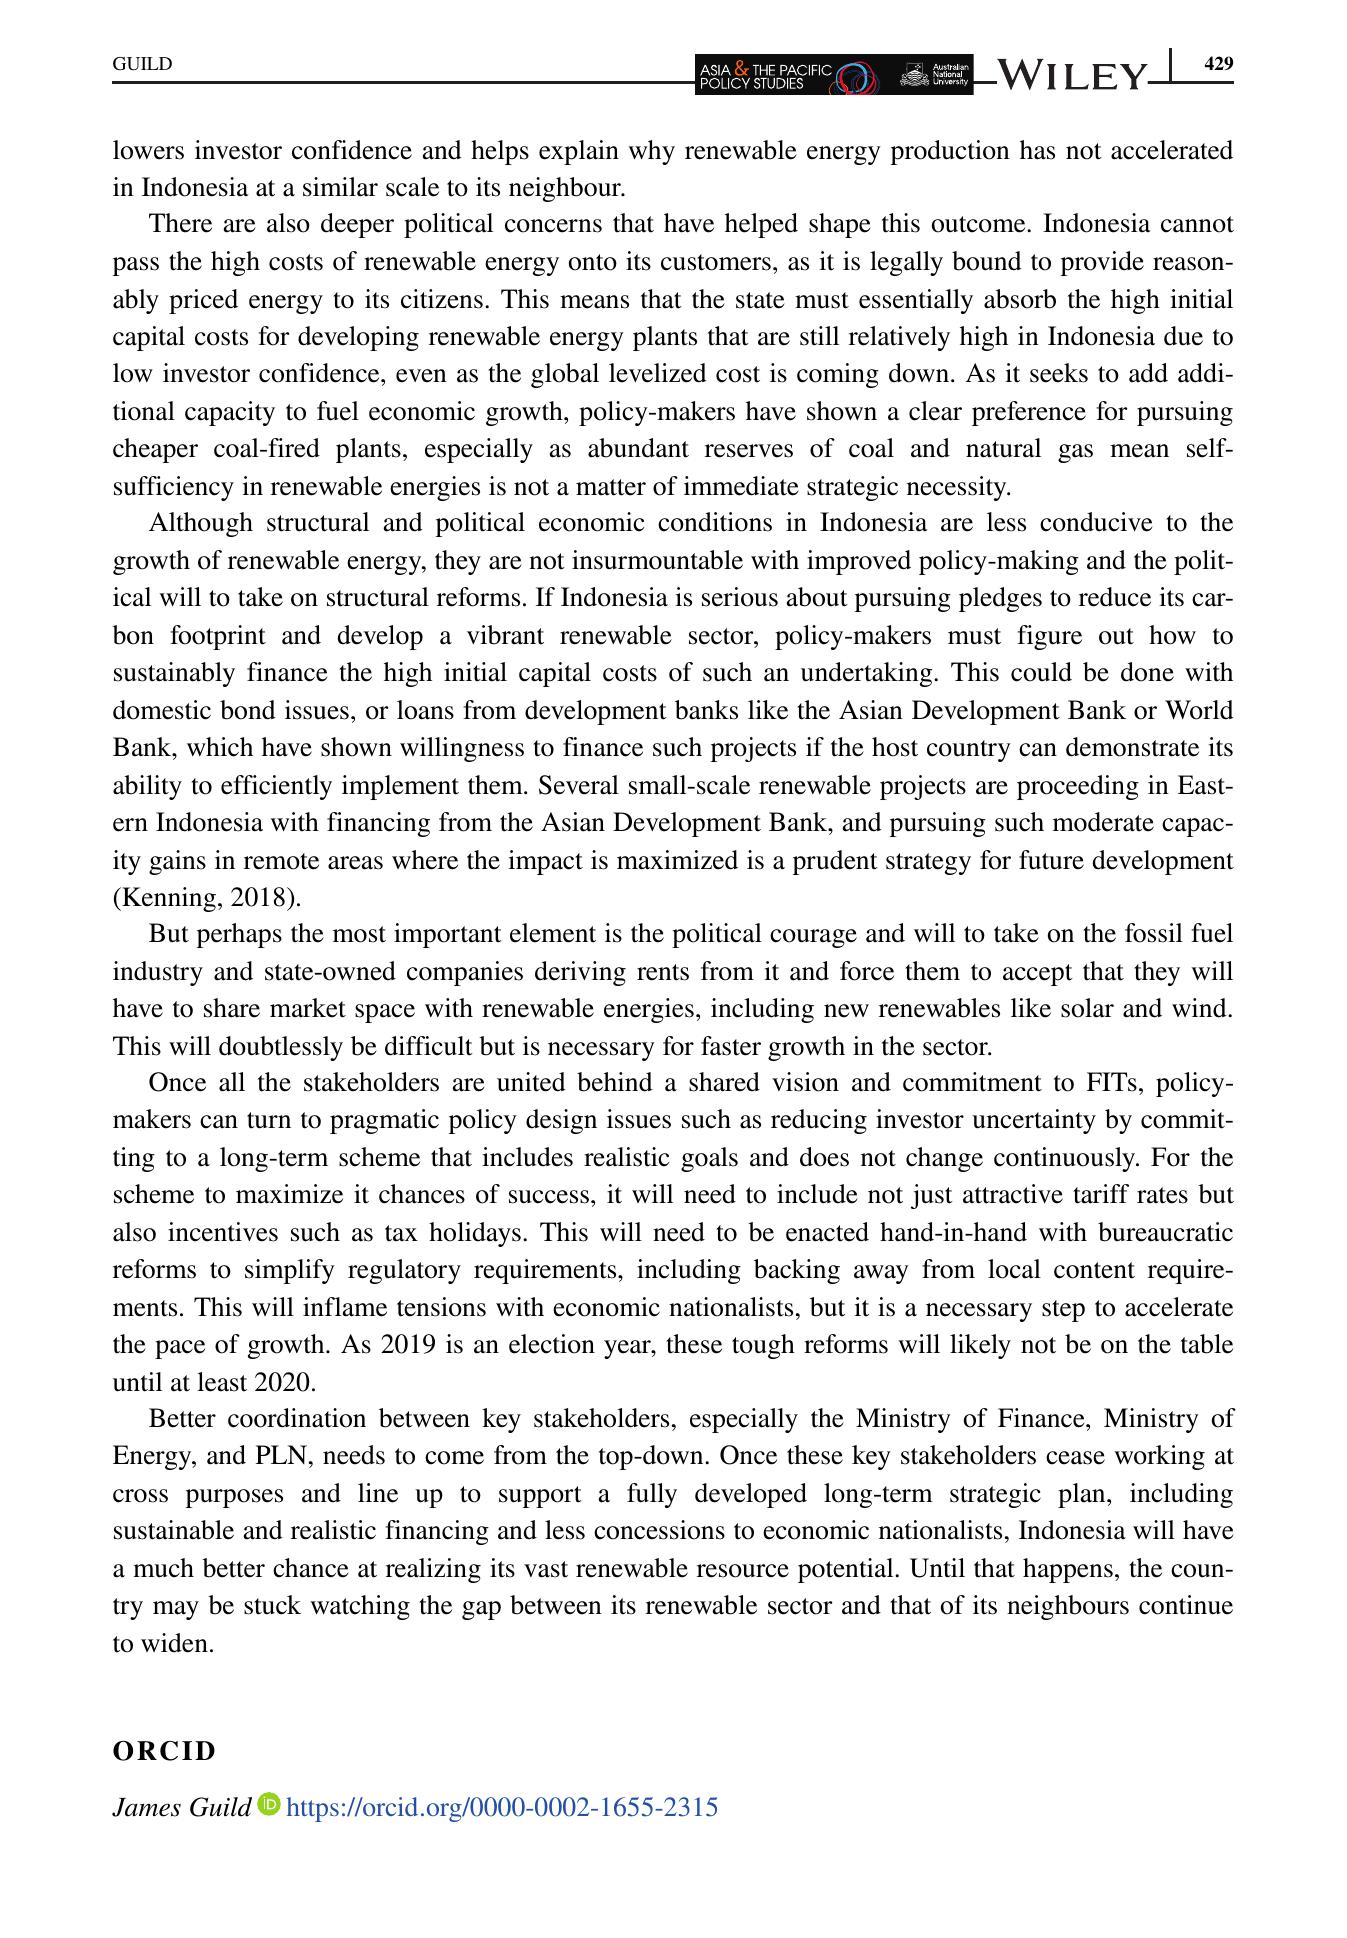 GUILD
ASIA & THE PACIFIC
POLICY STUDIES
Australian
National
University
WILEY
429
lowers investor confidence and helps explain why renewable energy production has not accelerated
in Indonesia at a similar scale to its neighbour.
There are also deeper political concerns that have helped shape this outcome. Indonesia cannot
pass the high costs of renewable energy onto its customers, as it is legally bound to provide reason-
ably priced energy to its citizens. This means that the state must essentially absorb the high initial
capital costs for developing renewable energy plants that are still relatively high in Indonesia due to
low investor confidence, even as the global levelized cost is coming down. As it seeks to add addi-
tional capacity to fuel economic growth, policy-makers have shown a clear preference for pursuing
cheaper coal-fired plants, especially as abundant reserves of coal and natural gas mean self-
sufficiency in renewable energies is not a matter of immediate strategic necessity.
Although structural and political economic conditions in Indonesia are less conducive to the
growth of renewable energy, they are not insurmountable with improved policy-making and the polit-
ical will to take on structural reforms. If Indonesia is serious about pursuing pledges to reduce its car-
bon footprint and develop a vibrant renewable sector, policy-makers must figure out how to
sustainably finance the high initial capital costs of such an undertaking. This could be done with
domestic bond issues, or loans from development banks like the Asian Development Bank or World
Bank, which have shown willingness to finance such projects if the host country can demonstrate its
ability to efficiently implement them. Several small-scale renewable projects are proceeding in East-
ern Indonesia with financing from the Asian Development Bank, and pursuing such moderate capac-
ity gains in remote areas where the impact is maximized is a prudent strategy for future development
(Kenning, 2018).
But perhaps the most important element is the political courage and will to take on the fossil fuel
industry and state-owned companies deriving rents from it and force them to accept that they will
have to share market space with renewable energies, including new renewables like solar and wind.
This will doubtlessly be difficult but is necessary for faster growth in the sector.
Once all the stakeholders are united behind a shared vision and commitment to FITs, policy-
makers can turn to pragmatic policy design issues such as reducing investor uncertainty by commit-
ting to a long-term scheme that includes realistic goals and does not change continuously. For the
scheme to maximize it chances of success, it will need to include not just attractive tariff rates but
also incentives such as tax holidays. This will need to be enacted hand-in-hand with bureaucratic
reforms to simplify regulatory requirements, including backing away from local content require-
ments. This will inflame tensions with economic nationalists, but it is a necessary step to accelerate
the pace of growth. As 2019 is an election year, these tough reforms will likely not be on the table
until at least 2020.
Better coordination between key stakeholders, especially the Ministry of Finance, Ministry of
Energy, and PLN, needs to come from the top-down. Once these key stakeholders cease working at
cross purposes and line up to support a fully developed long-term strategic plan, including
sustainable and realistic financing and less concessions to economic nationalists, Indonesia will have
a much better chance at realizing its vast renewable resource potential. Until that happens, the coun-
try may be stuck watching the gap between its renewable sector and that of its neighbours continue
to widen.
ORCID
James Guild iD https://orcid.org/0000-0002-1655-2315